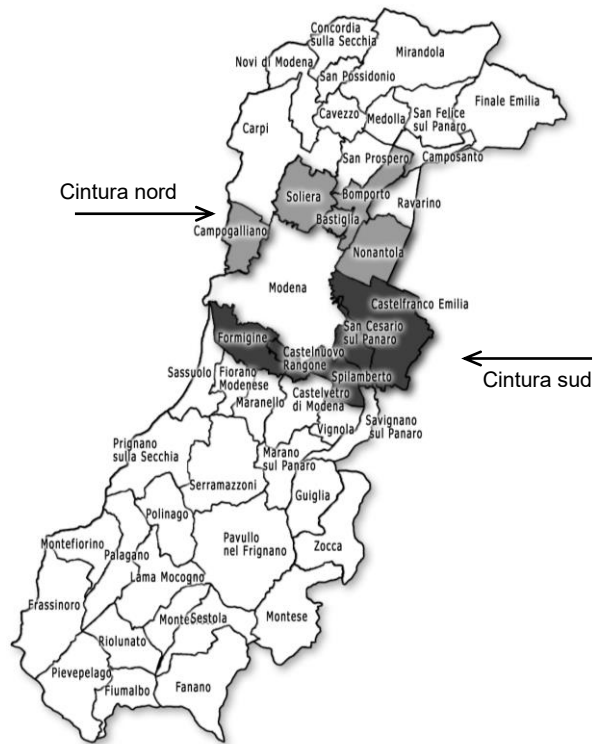 Concordia
sulla Secchia
Mirandola
Novi di Modena
San Possidonio
Finale Emilia
Cavezzo
Medolla
San Felice
sul Panaro
Carpi
San Prospero
Camposanto
Cintura nord
Soliera
Bomporto
Ravarino
Bastiglia
Campogalliano
Nonantola
Modena
Castelfranco Emilia
San Cesario
sul Panaro
Formigine
Castelnuovo
Rangone
Sassuolo
Fiorano
Modenese
Spilamberto
Cintura sud
Maranello
Castelvetro
di Modena
Savignano
sul Panaro
Vignola
Prignano
sulla Secchia
Marano
sul Panaro
Serramazzoni
Guiglia
Polinago
Pavullo
nel Frignano
Zocca
Montefiorino
Palagano
Lama Mocogno
Frassinoro
Monte
Sestola
Montese
Riolunato
Pievepelago
Fiumalbo
Fanano